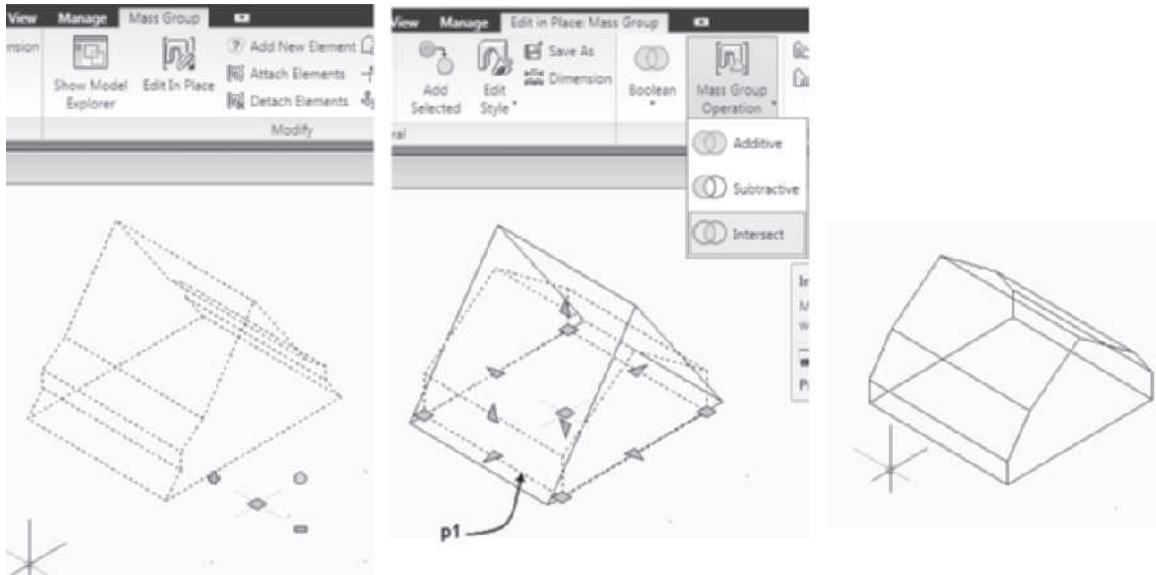 View Manage Mass Group
Show Model Explorer
Edit In Place
Add New Element
Attach Elements
Detach Elements
Modify
View Manage Edit in Place: Mass Group
Add Selected
Edit Style
Save As
Dimension
Boolean
Mass Group Operation
Additive
Subtractive
Intersect
p1